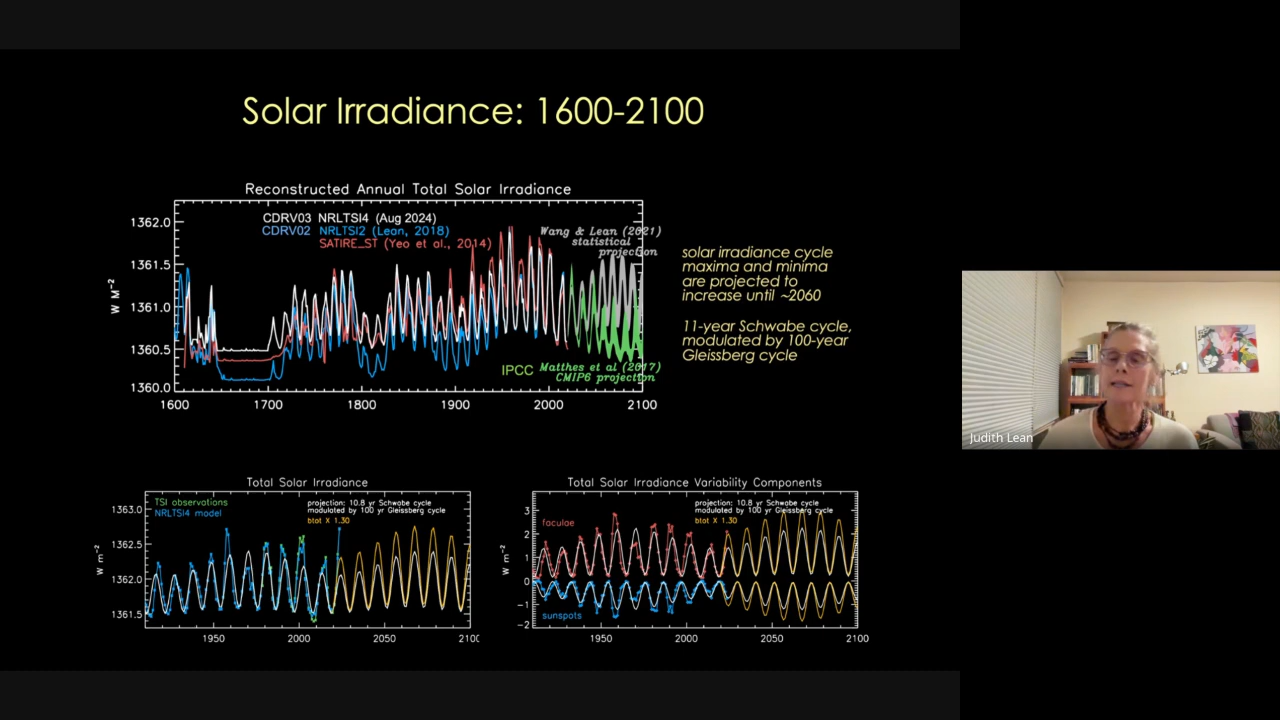 Solar Irradiance: 1600-2100
Reconstructed Annual Total Solar Irradiance
CDRV03 NRLTSI4 (Aug 2024)
CDRV02 NRLTSI2 (Lean, 2018)
SATIRE_ST (Yeo et al., 2014)
Wang & Lean (2021)
statistical
projection
IPCC Matthes et al (2017)
CMIP6 projection
W M-2
1362.0
1361.5
1361.0
1360.5
1360.0
1600 1700 1800 1900 2000 2100
solar irradiance cycle
maxima and minima
are projected to
increase until ~2060
11-year Schwabe cycle,
modulated by 100-year
Gleissberg cycle
Judith Lean
Total Solar Irradiance
TSI observations
NRLTSI4 model
projection: 10.8 yr Schwabe cycle
modulated by 100 yr Gleissberg cycle
btot X 1.30
W m-2
1363.0
1362.5
1362.0
1361.5
1950 2000 2050 210
Total Solar Irradiance Variability Components
projection: 10.8 yr Schwabe cycle
modulated by 100 yr Gleissberg cycle
btot X 1.30
faculae
sunspots
W m-2
3
2
1
0
-1
-2
1950 2000 2050 2100